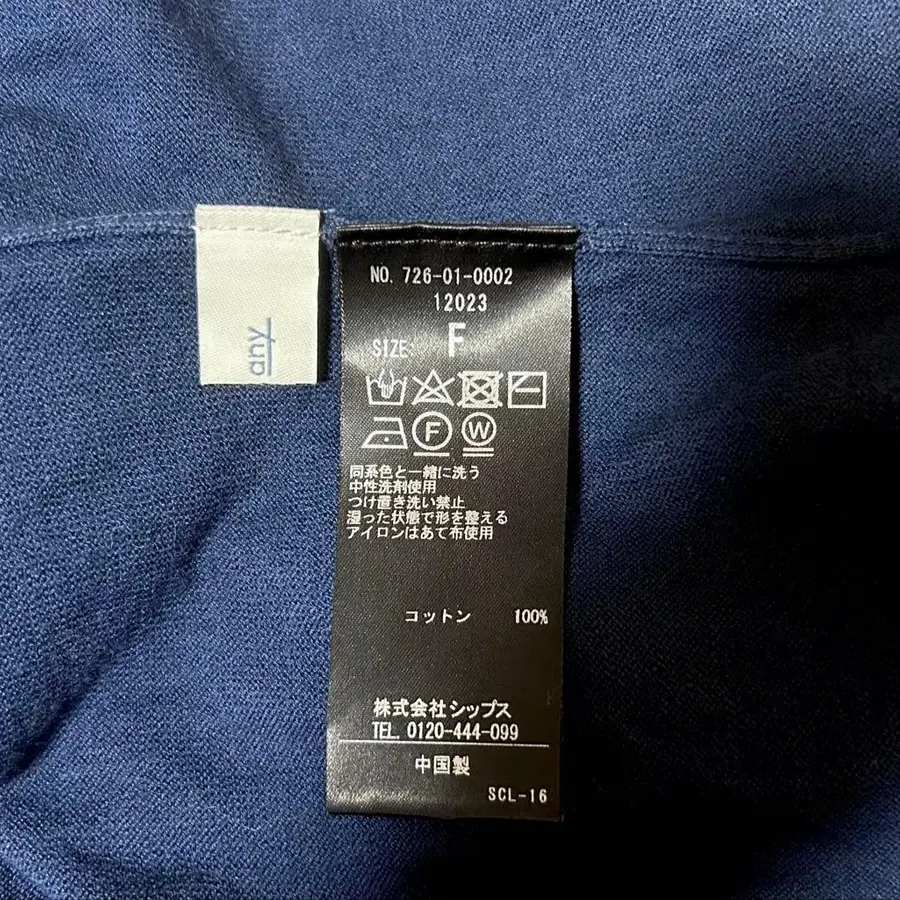 any
NO. 726-01-0002
12023
SIZE: F
F W
同系色と一緒に洗う
中性洗剤使用
つけ置き洗い禁止
湿った状態で形を整える
アイロンはあて布使用
コットン 100%
株式会社シップス
TEL. 0120-444-099
中国製
SCL-16